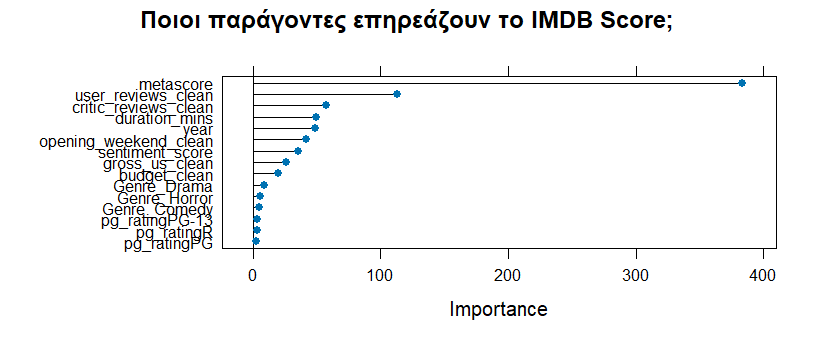 Ποιοι παράγοντες επηρεάζουν το IMDB Score;
metascore
user_reviews_clean
critic_reviews_clean
duration_mins
year
opening_weekend_clean
sentiment_score
gross_us_clean
budget_clean
Genre_Drama
Genre_Horror
Genre_Comedy
pg_ratingPG-13
pg_ratingR
pg_ratingPG
0 100 200 300 400
Importance